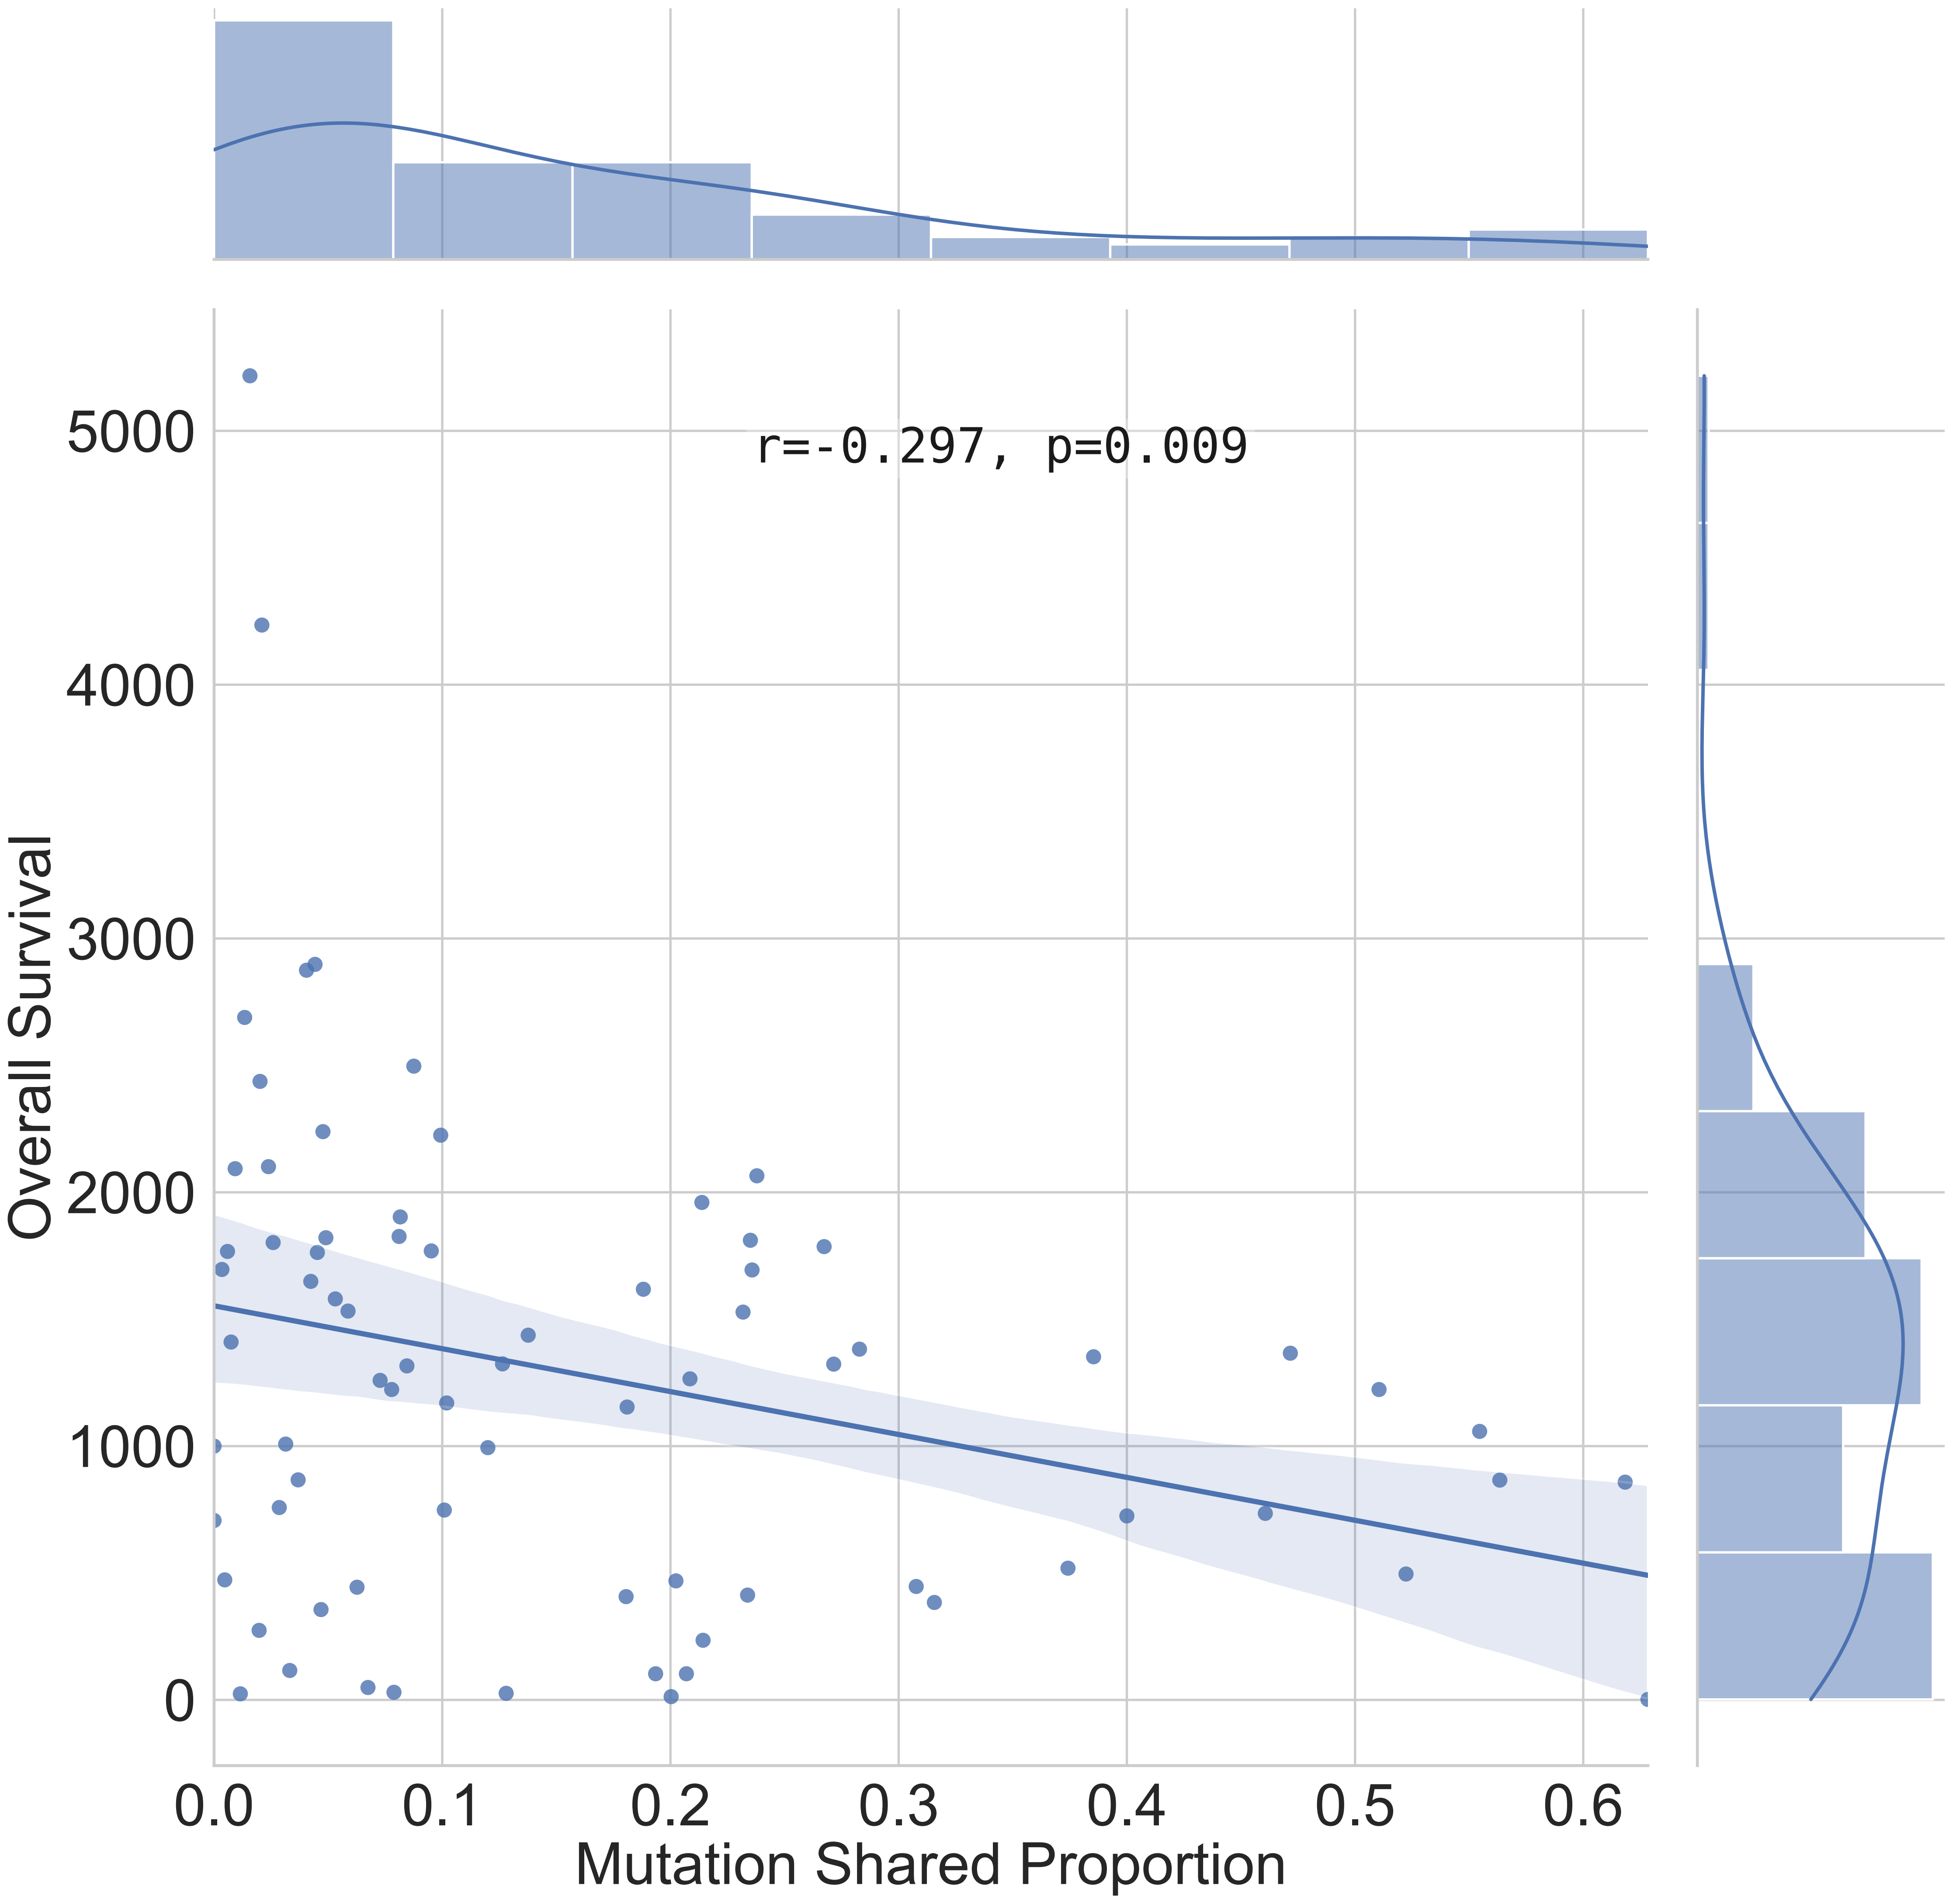 r=-0.297, p=0.009
Overall Survival
5000
4000
3000
2000
1000
0
0.0 0.1 0.2 0.3 0.4 0.5 0.6
Mutation Shared Proportion